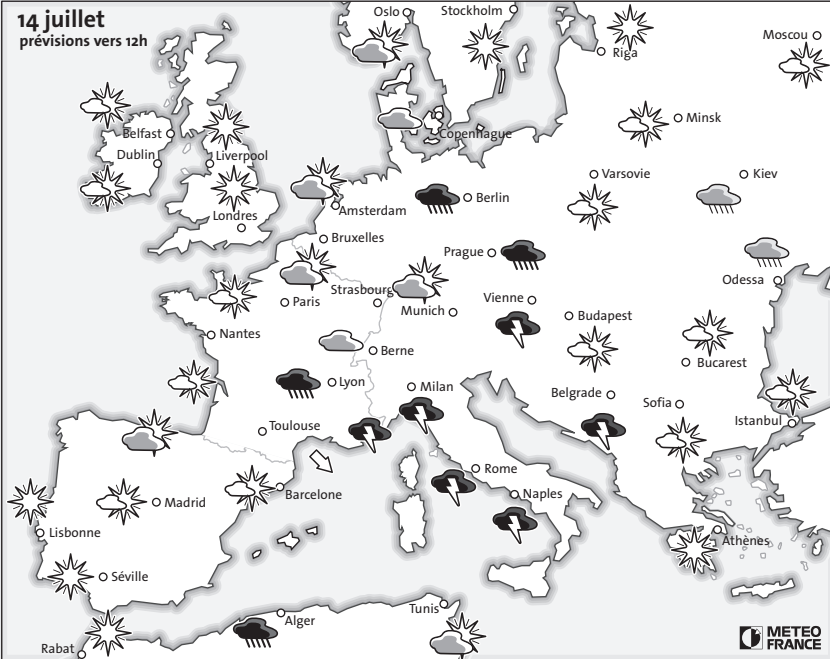 14 juillet
prévisions vers 12h
Oslo
Stockholm
Riga
Moscou
Copenhague
Minsk
Belfast
Dublin
Liverpool
Londres
Amsterdam
Berlin
Varsovie
Kiev
Bruxelles
Prague
Odessa
Paris
Strasbourg
Munich
Vienne
Budapest
Nantes
Berne
Bucarest
Lyon
Milan
Belgrade
Sofia
Istanbul
Toulouse
Rome
Naples
Barcelone
Madrid
Lisbonne
Séville
Athènes
Alger
Tunis
Rabat
METEO
FRANCE